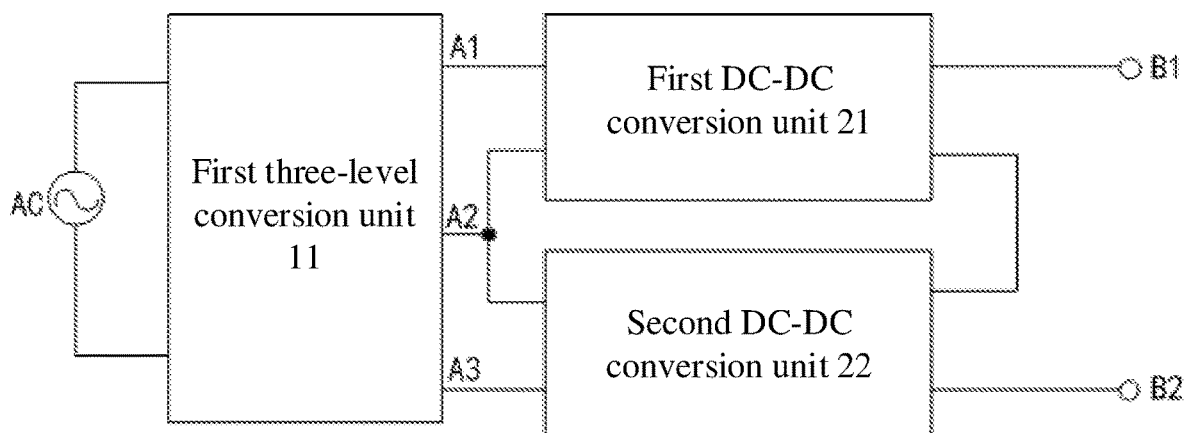 A1
First DC-DC
conversion unit 21
B1
First three-level
conversion unit
11
AC
A2
Second DC-DC
conversion unit 22
A3
B2